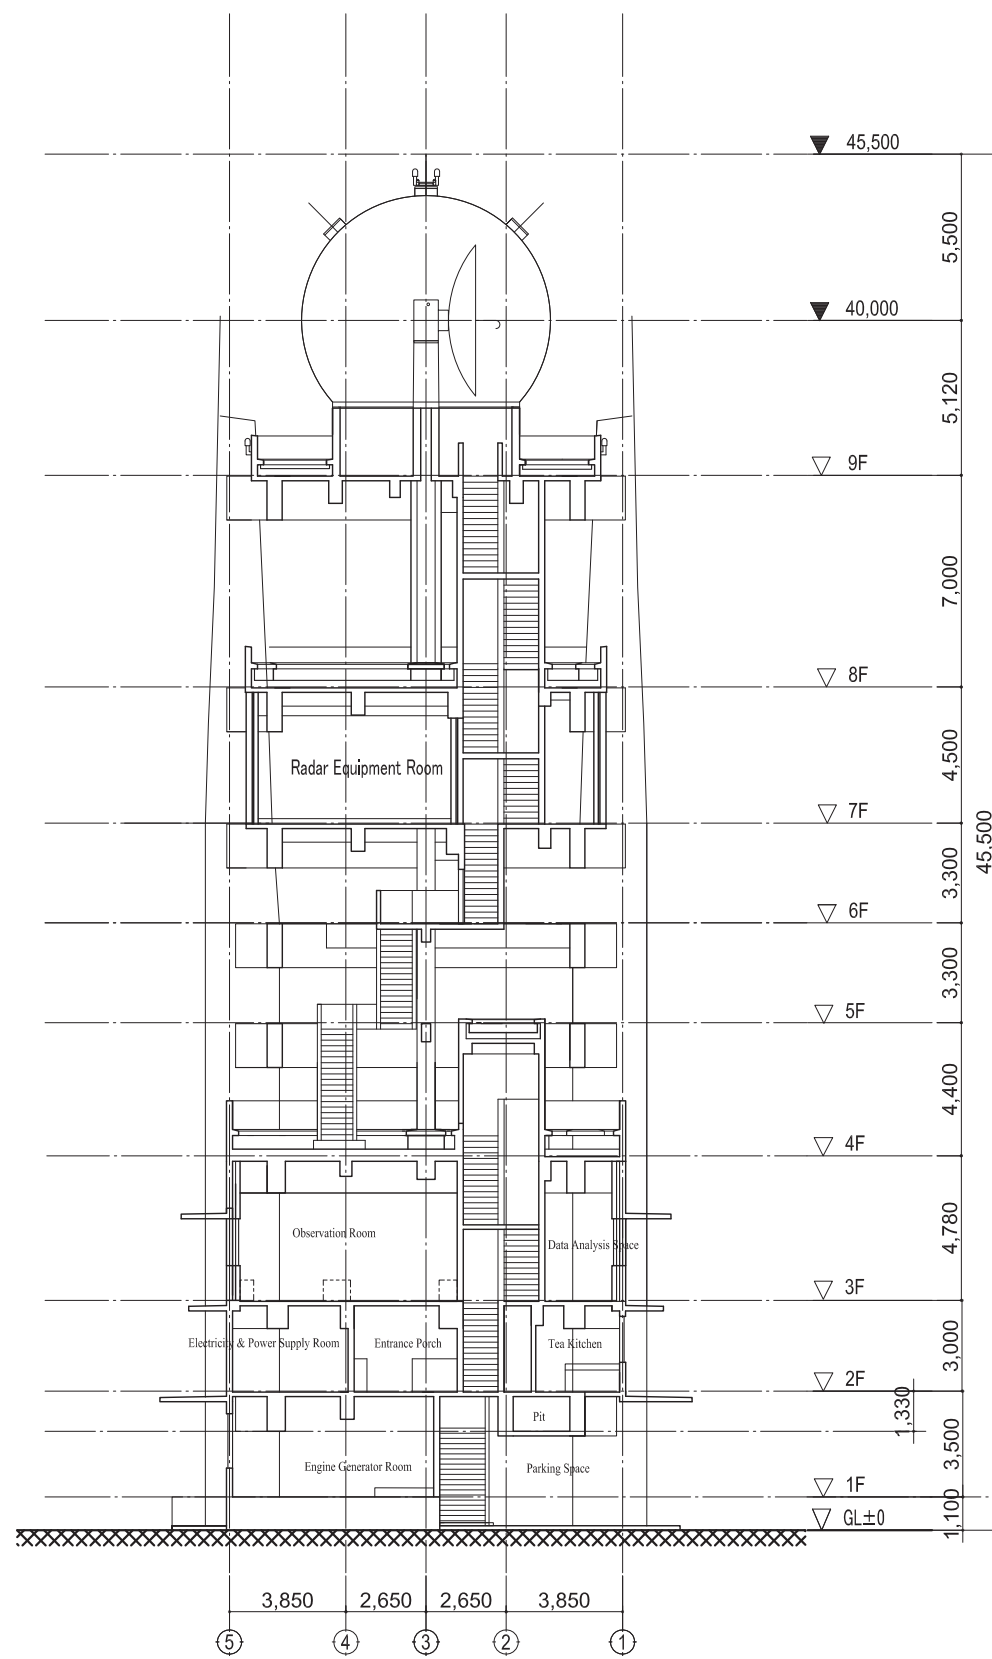 45,500
5,500
40,000
5,120
9F
7,000
8F
4,500
Radar Equipment Room
7F
45.500
3,300
6F
3,300
5F
4,400
4F
4,780
Observation Room
Data Analysis Space
3F
3,000
Electricity & Power Supply Room
Entrance Porch
Tea Kitchen
2F
1,330
Pit
3,500
Engine Generator Room
Parking Space
1F
1,100
GL±0
3,850 2,650 2,650 3,850
5 4 3 2 1